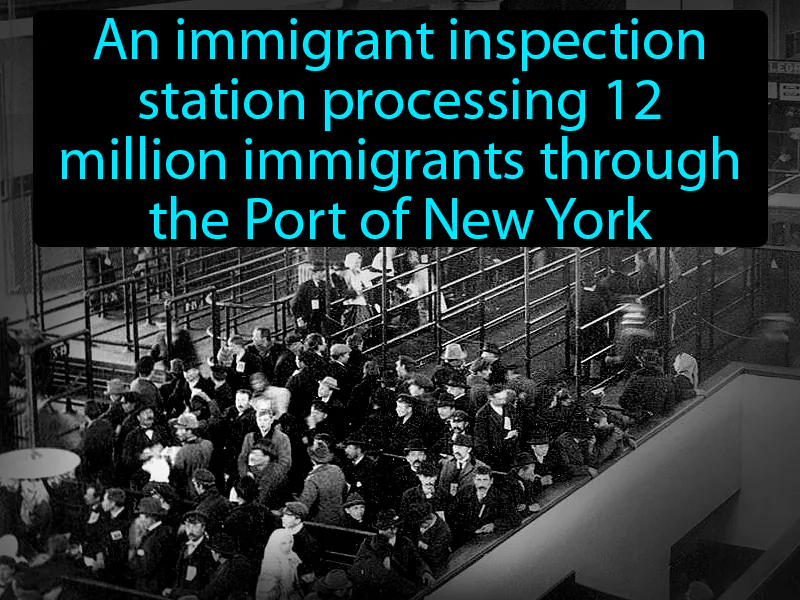 An immigrant inspection
station processing 12
million immigrants through
the Port of New York